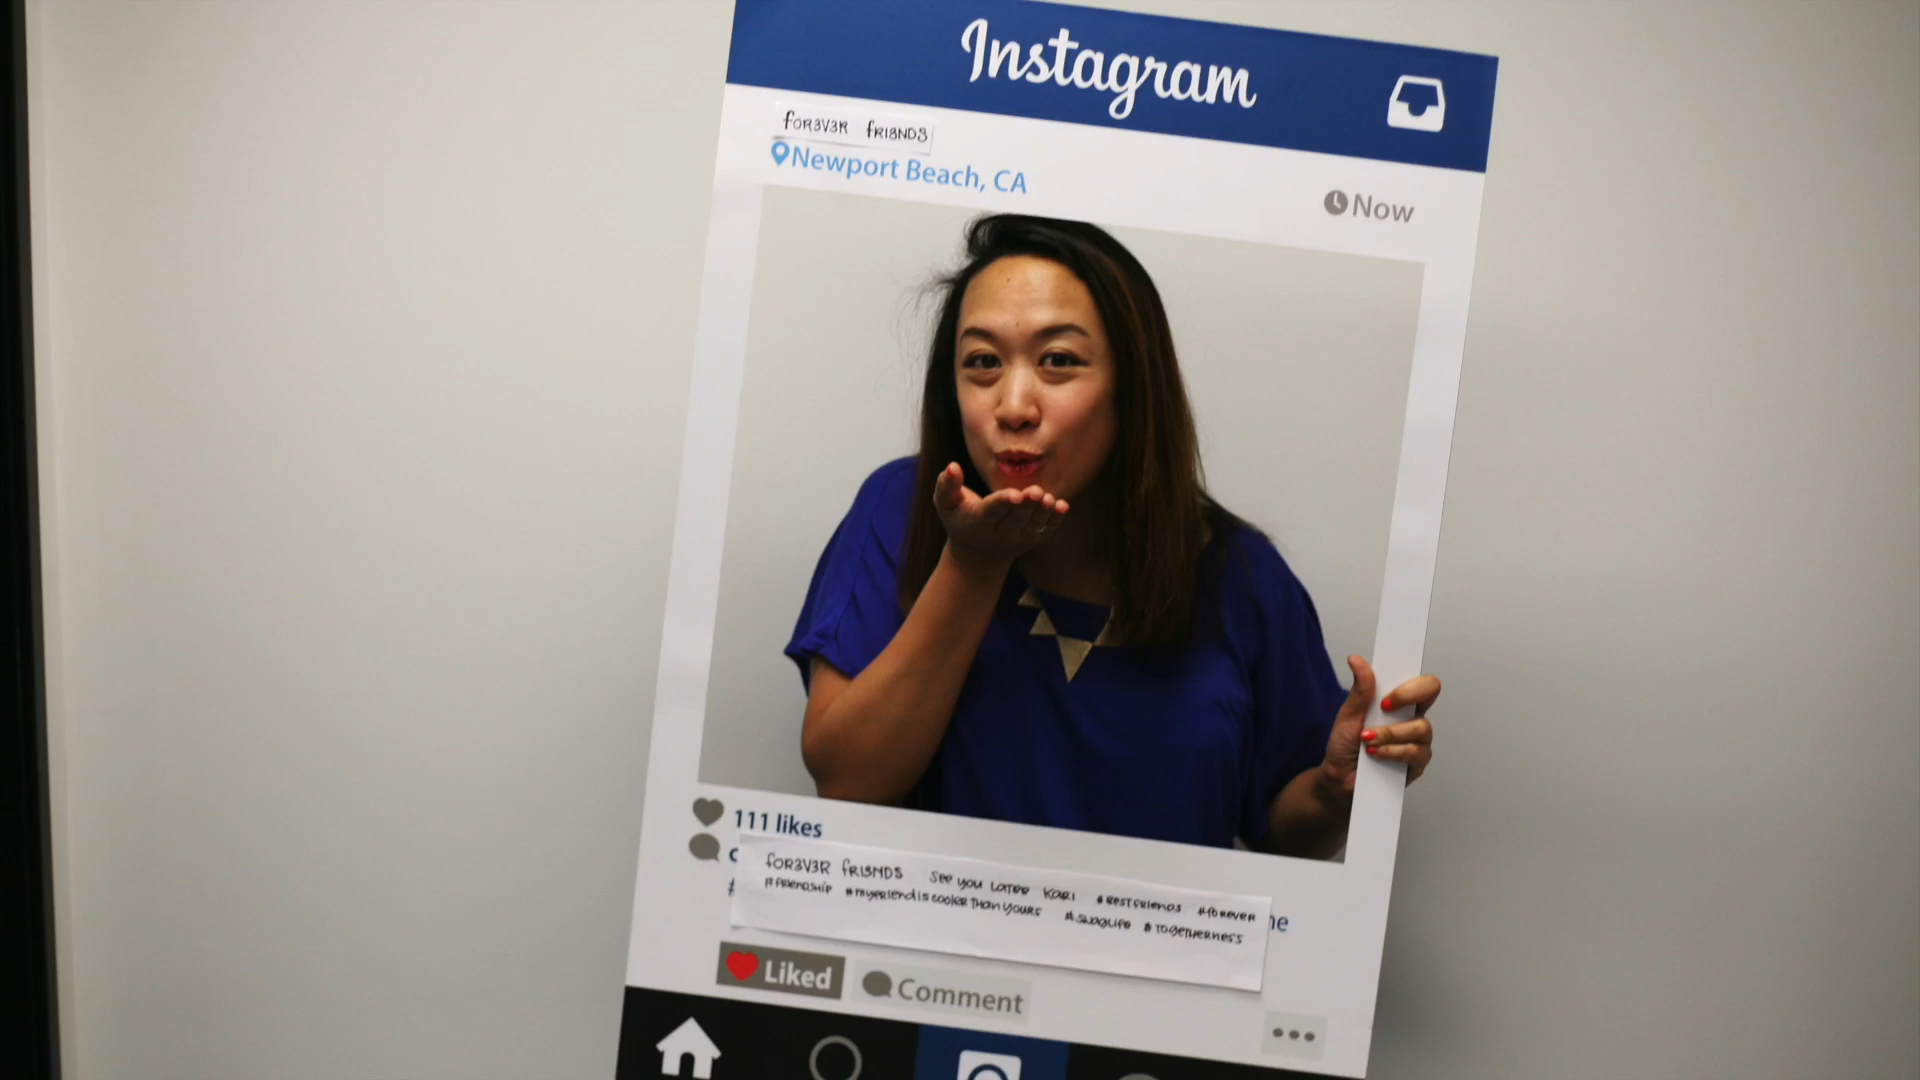 Instagram
fOR3V3R fRI3NDS
Newport Beach, CA
Now
111 likes
fOR3V3R fRI3NDS See you Later Kari #BestFriends #forever
#friendship #myfriendiscoolerthanyours #swaglife #togetherness
Liked
Comment